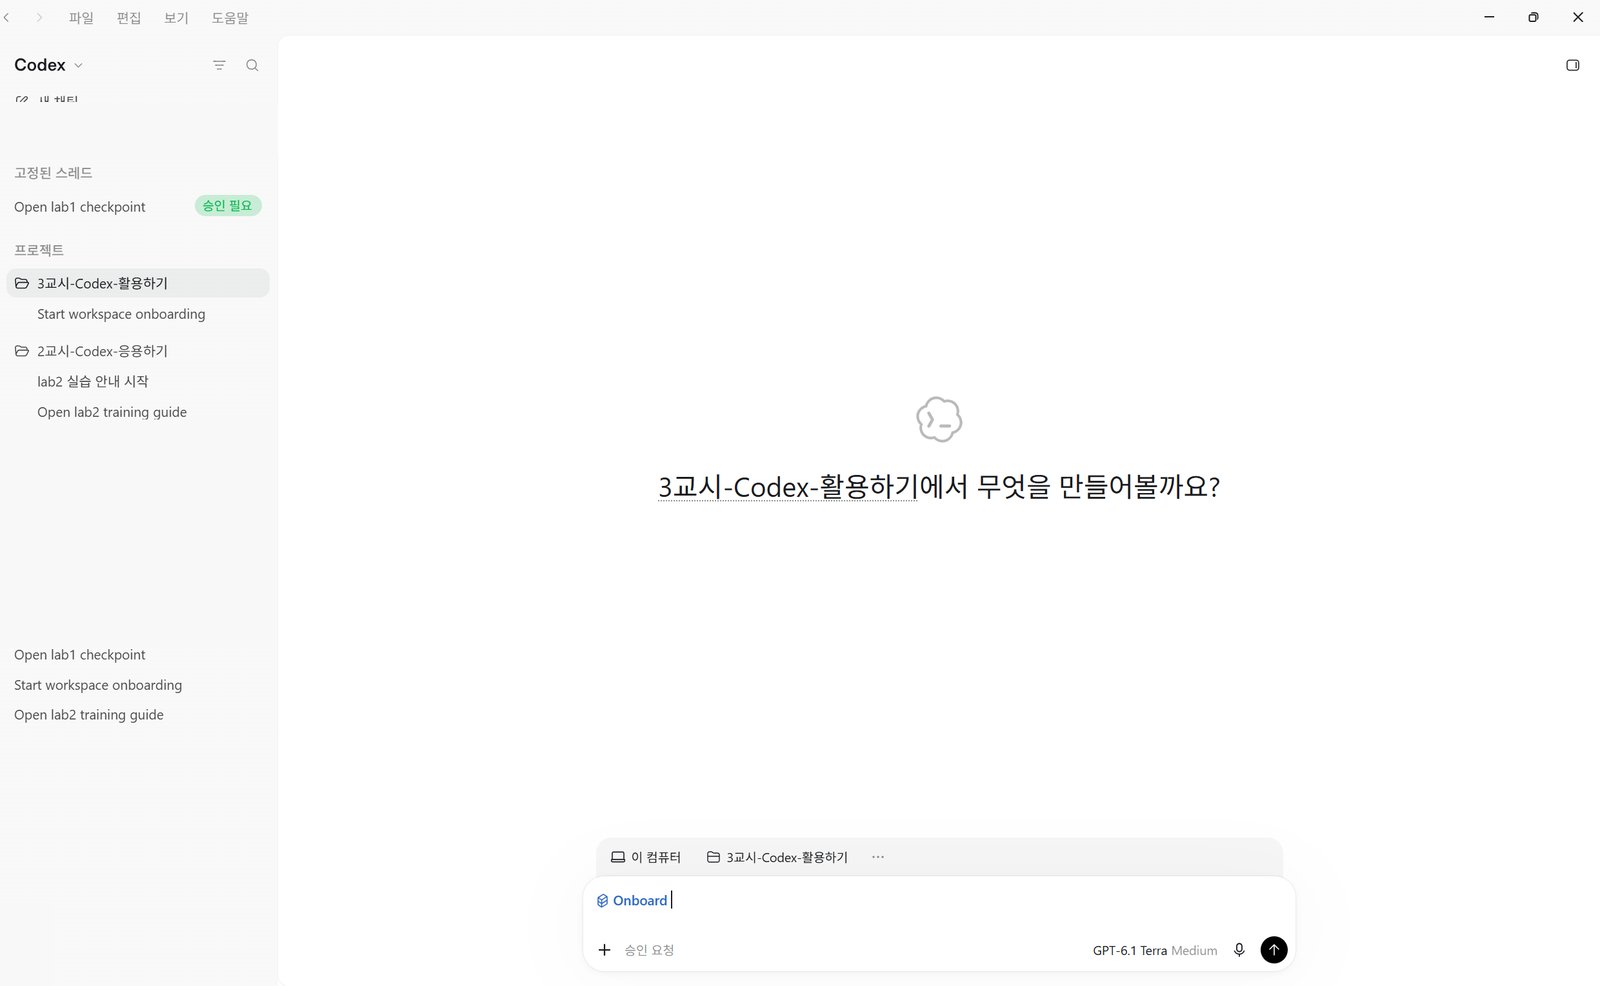 파일 편집 보기 도움말
Codex
새 채팅
고정된 스레드
Open lab1 checkpoint 승인 필요
프로젝트
3교시-Codex-활용하기
Start workspace onboarding
2교시-Codex-응용하기
lab2 실습 안내 시작
Open lab2 training guide
Open lab1 checkpoint
Start workspace onboarding
Open lab2 training guide
3교시-Codex-활용하기에서 무엇을 만들어볼까요?
이 컴퓨터 3교시-Codex-활용하기 ...
Onboard
승인 요청 GPT-6.1 Terra Medium